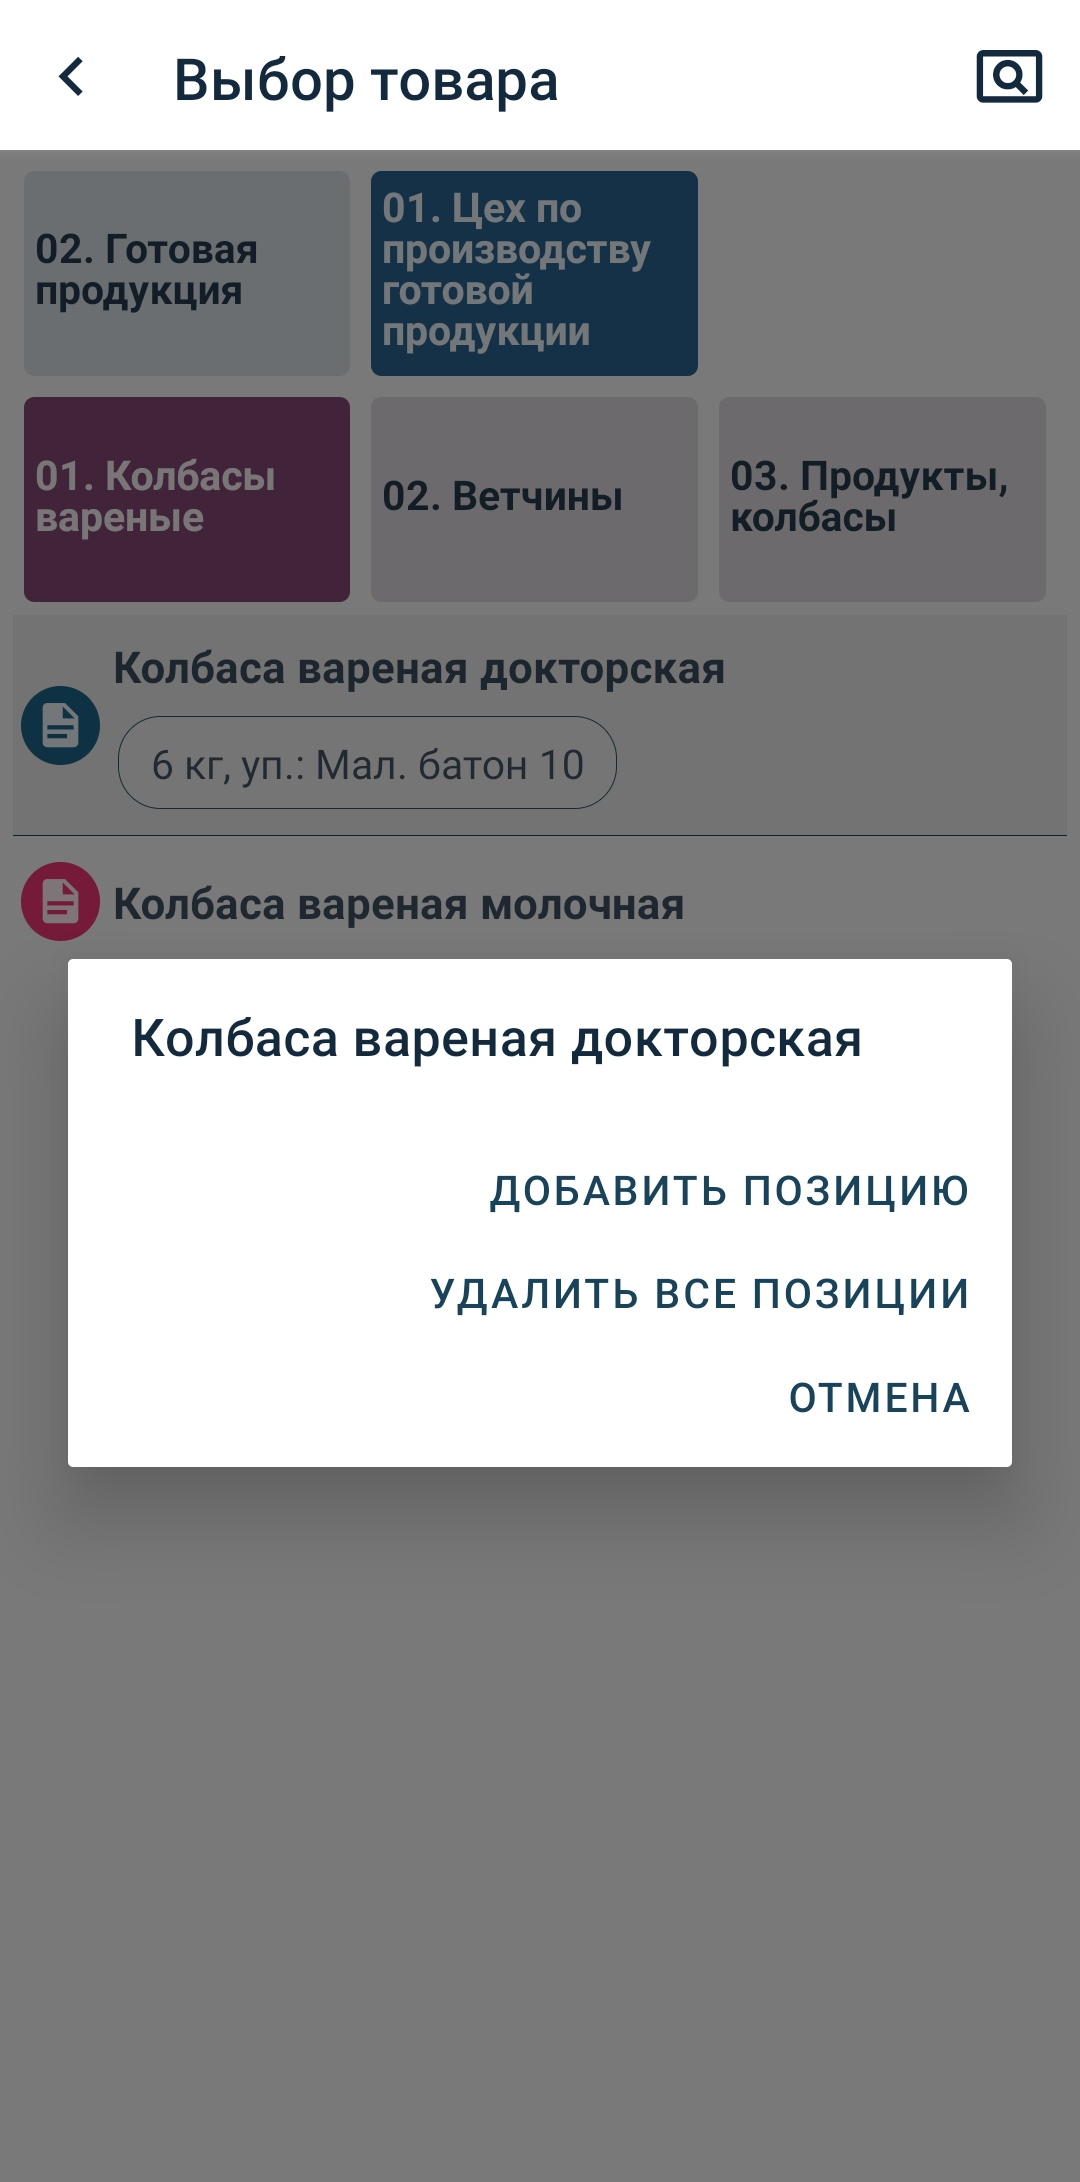 Выбор товара
02. Готовая
продукция
01. Цех по
производству
готовой
продукции
01. Колбасы
вареные
02. Ветчины
03. Продукты,
колбасы
Колбаса вареная докторская
6 кг, уп.: Мал. батон 10
Колбаса вареная молочная
Колбаса вареная докторская
ДОБАВИТЬ ПОЗИЦИЮ
УДАЛИТЬ ВСЕ ПОЗИЦИИ
ОТМЕНА